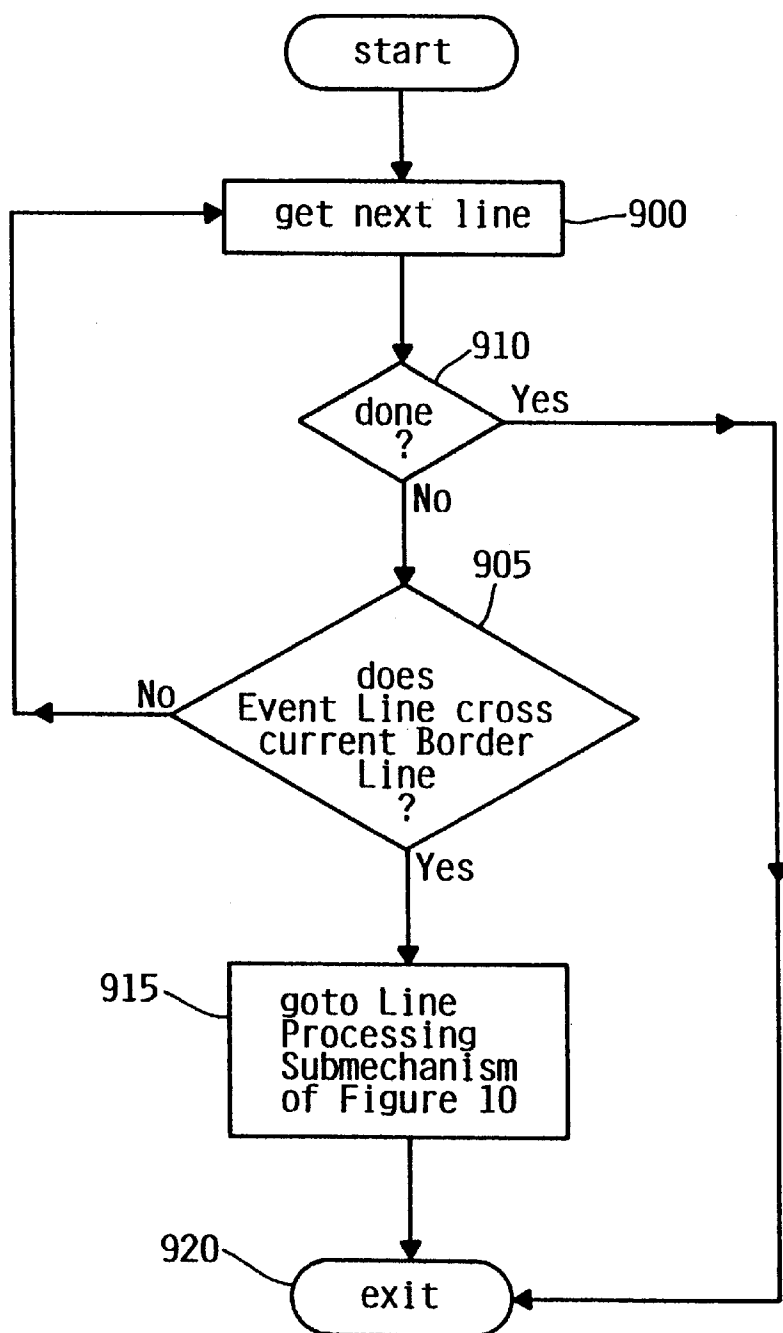 start
get next line
900
910
done
?
Yes
No
905
does
Event Line cross
current Border
Line
?
No
Yes
915
goto Line
Processing
Submechanism
of Figure 10
920
exit